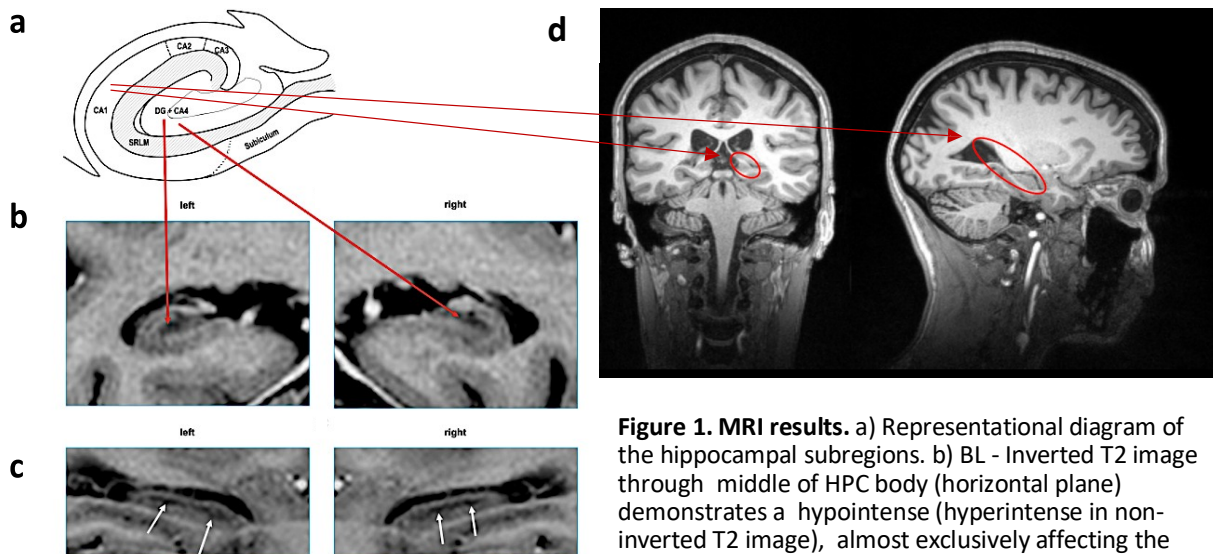 a
CA2
CA3
CA1
DG + CA4
SRLM
Subiculum
d
left
right
b
left
right
c
Figure 1. MRI results. a) Representational diagram of
the hippocampal subregions. b) BL - Inverted T2 image
through middle of HPC body (horizontal plane)
demonstrates a hypointense (hyperintense in non-
inverted T2 image), almost exclusively affecting the